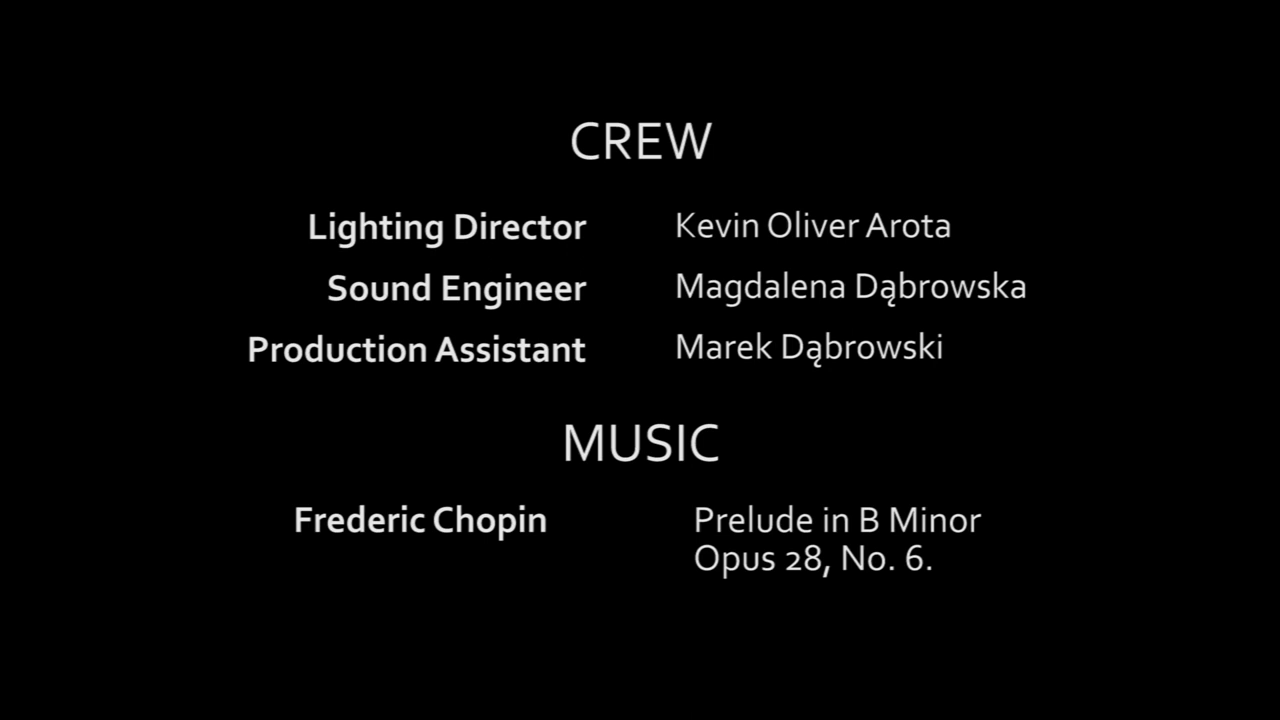 CREW
Lighting Director Kevin Oliver Arota
Sound Engineer Magdalena Dąbrowska
Production Assistant Marek Dąbrowski
MUSIC
Frederic Chopin Prelude in B Minor
Opus 28, No. 6.